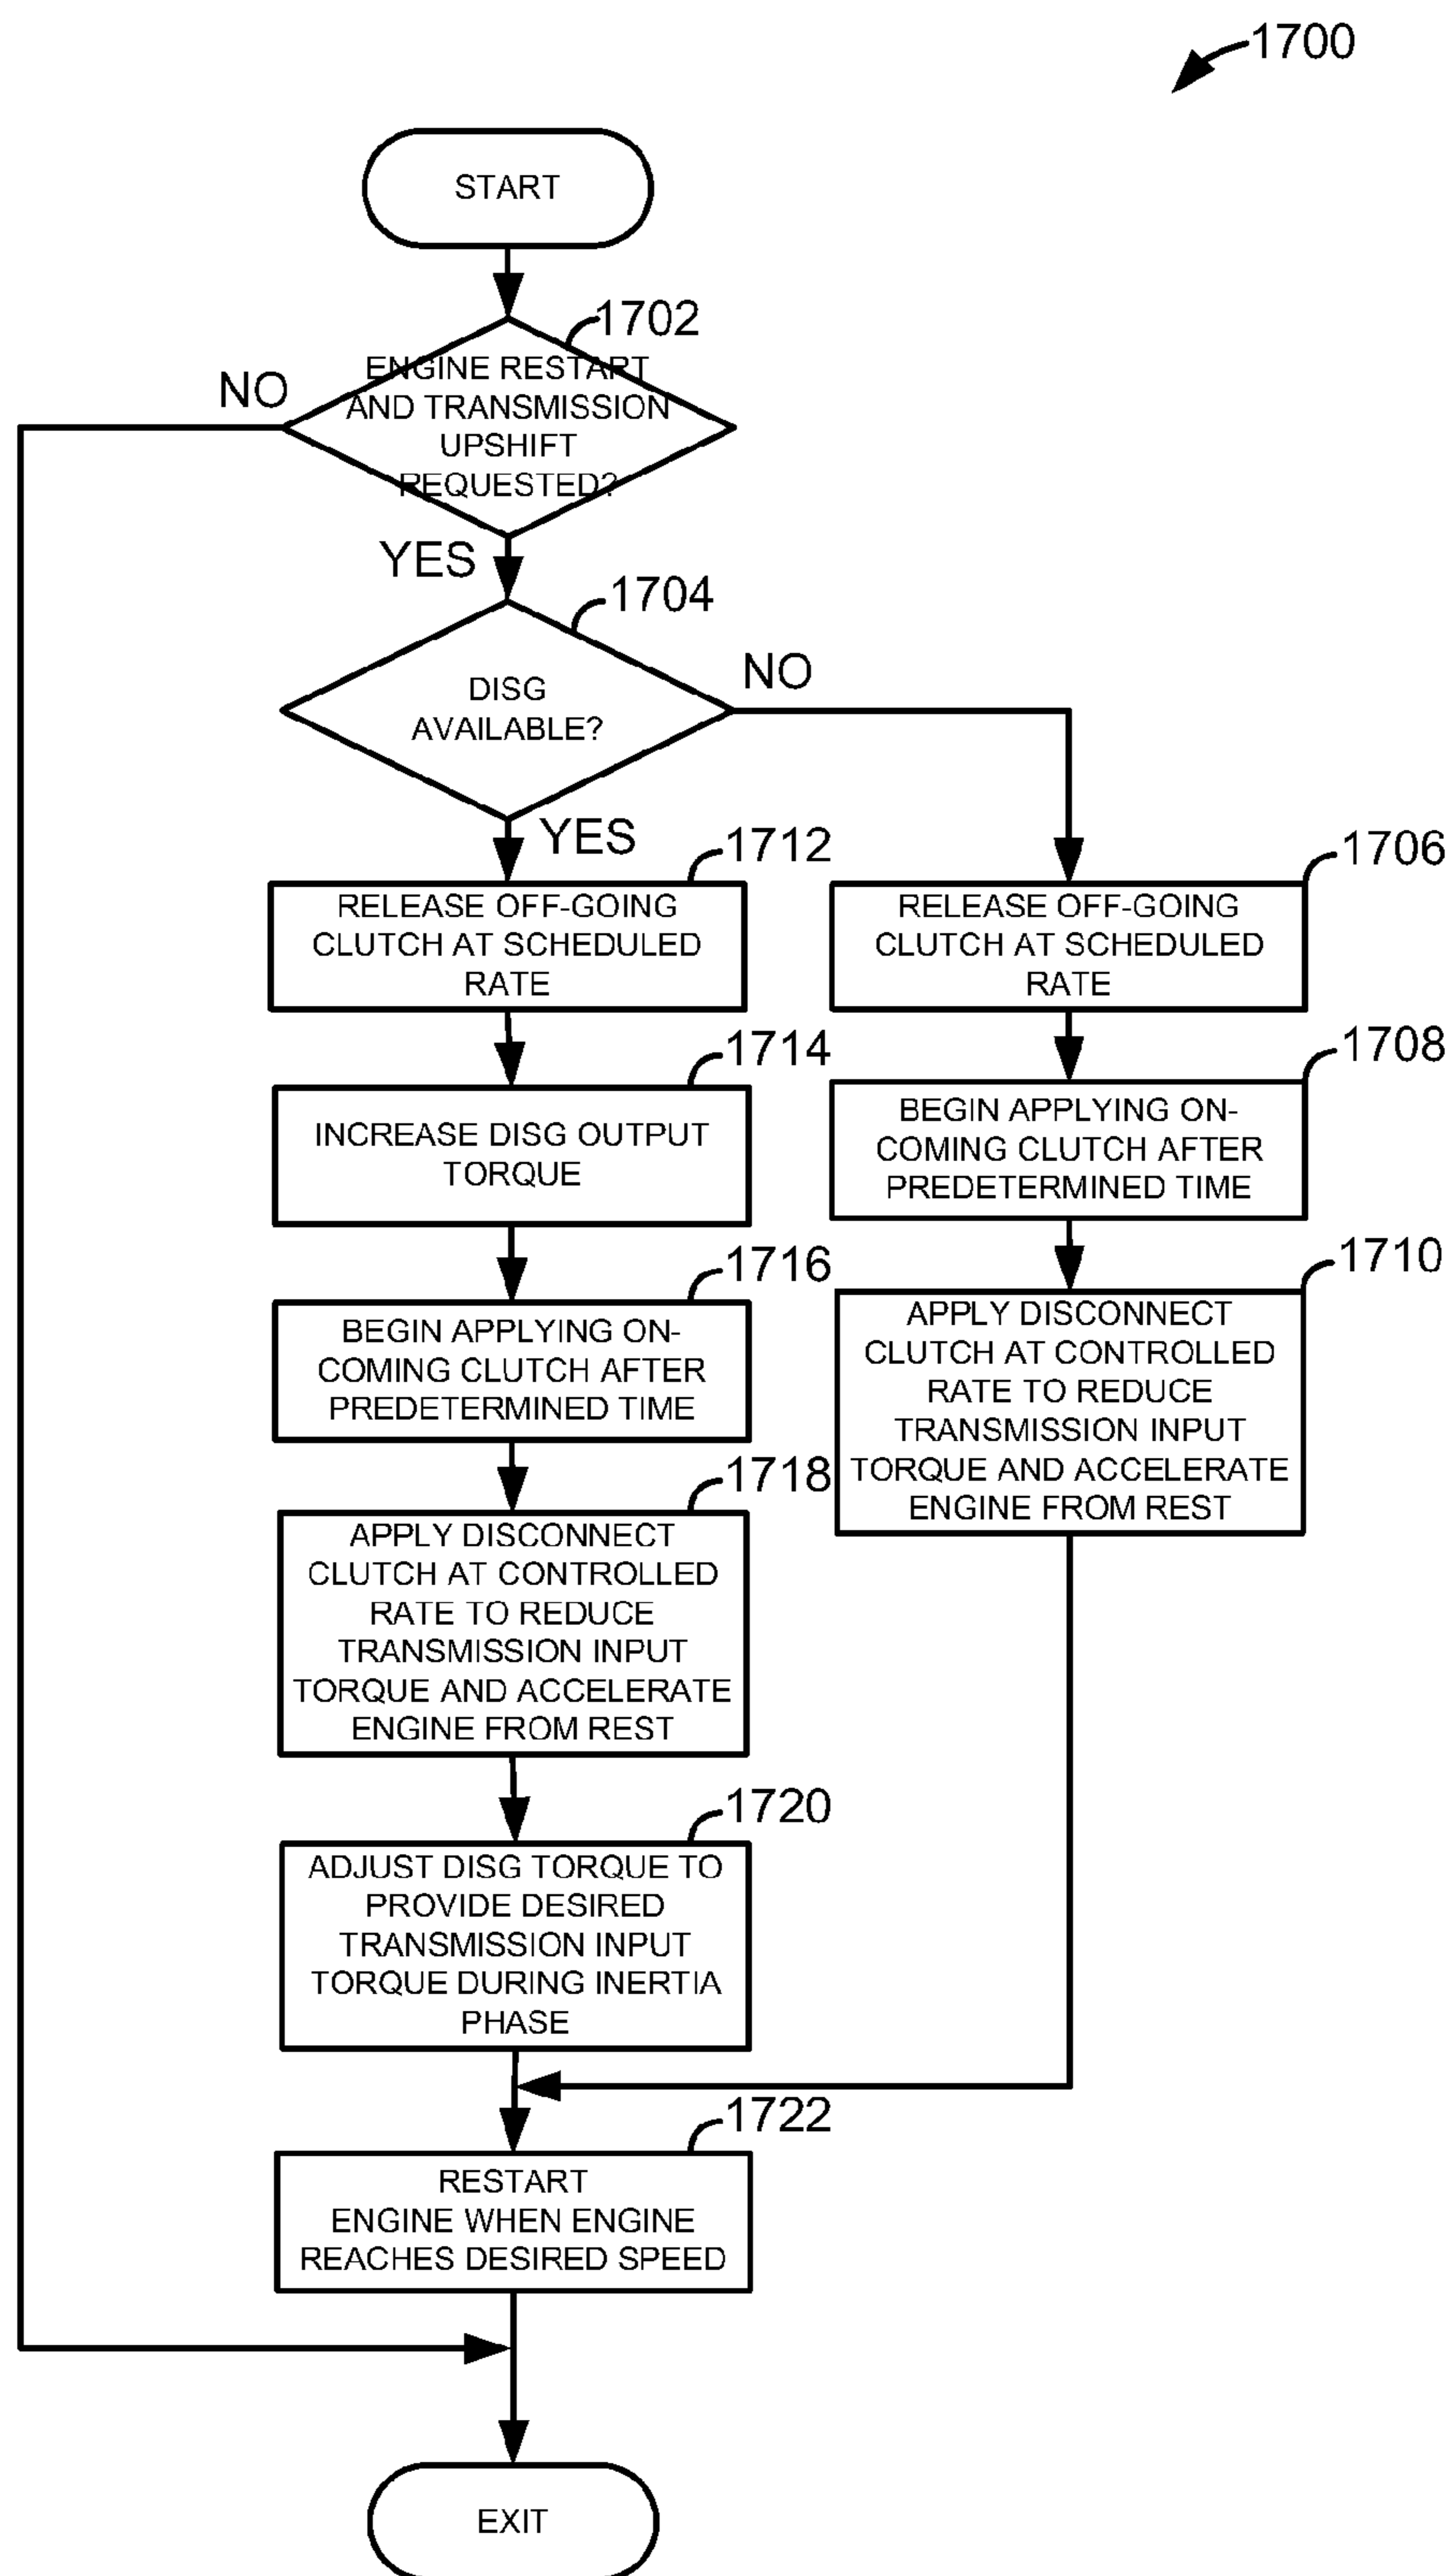 1700
START
1702
ENGINE RESTART
AND TRANSMISSION
UPSHIFT
REQUESTED?
NO
YES
1704
DISG
AVAILABLE?
NO
YES
1712
RELEASE OFF-GOING
CLUTCH AT SCHEDULED
RATE
1706
RELEASE OFF-GOING
CLUTCH AT SCHEDULED
RATE
1714
INCREASE DISG OUTPUT
TORQUE
1708
BEGIN APPLYING ON-
COMING CLUTCH AFTER
PREDETERMINED TIME
1716
BEGIN APPLYING ON-
COMING CLUTCH AFTER
PREDETERMINED TIME
1710
APPLY DISCONNECT
CLUTCH AT CONTROLLED
RATE TO REDUCE
TRANSMISSION INPUT
TORQUE AND ACCELERATE
ENGINE FROM REST
1718
APPLY DISCONNECT
CLUTCH AT CONTROLLED
RATE TO REDUCE
TRANSMISSION INPUT
TORQUE AND ACCELERATE
ENGINE FROM REST
1720
ADJUST DISG TORQUE TO
PROVIDE DESIRED
TRANSMISSION INPUT
TORQUE DURING INERTIA
PHASE
1722
RESTART
ENGINE WHEN ENGINE
REACHES DESIRED SPEED
EXIT